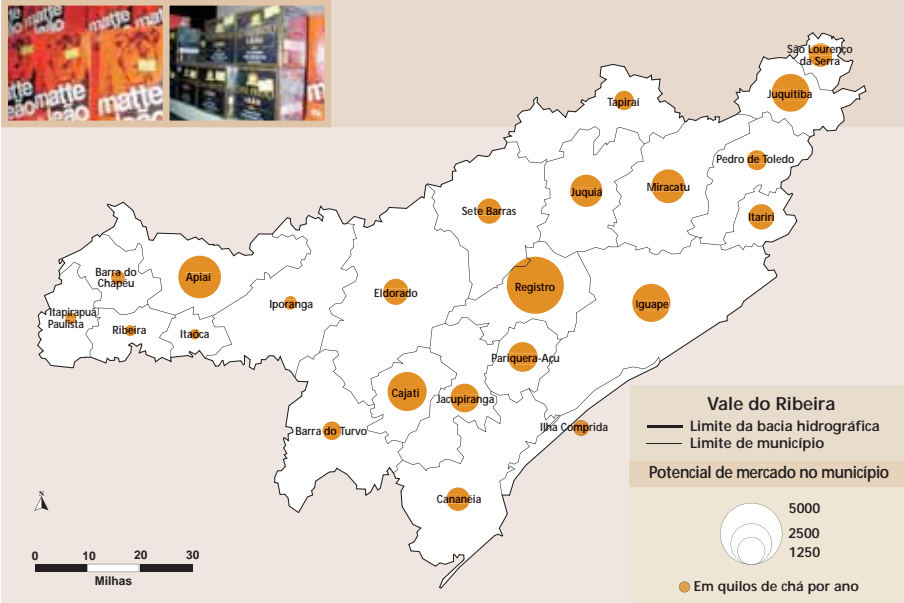 matte
leão
matte
leão
matte
leão
São Lourenço
da Serra
Juquitiba
Tapiraí
Pedro de Toledo
Juquiá
Miracatu
Sete Barras
Itariri
Barra do
Chapéu
Apiaí
Registro
Eldorado
Iguape
Iporanga
Itapirapuã
Paulista
Ribeira
Itaóca
Pariquera-Açu
Cajati
Jacupiranga
Barra do Turvo
Ilha Comprida
Cananéia
Vale do Ribeira
Limite da bacia hidrográfica
Limite de município
Potencial de mercado no município
5000
2500
1250
Em quilos de chá por ano
N
0 10 20 30
Milhas